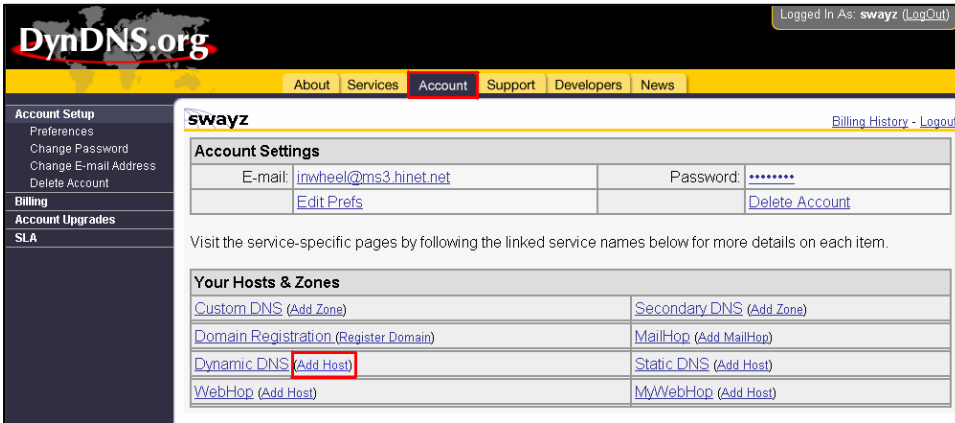 Logged In As: swayz (LogOut)
DynDNS.org
About Services Account Support Developers News
Account Setup
Preferences
Change Password
Change E-mail Address
Delete Account
Billing
Account Upgrades
SLA
swayz
Billing History - Logout
Account Settings
E-mail: inwheel@ms3.hinet.net Password: ••••••••
Edit Prefs Delete Account
Visit the service-specific pages by following the linked service names below for more details on each item.
Your Hosts & Zones
Custom DNS (Add Zone) Secondary DNS (Add Zone)
Domain Registration (Register Domain) MailHop (Add MailHop)
Dynamic DNS (Add Host) Static DNS (Add Host)
WebHop (Add Host) MyWebHop (Add Host)